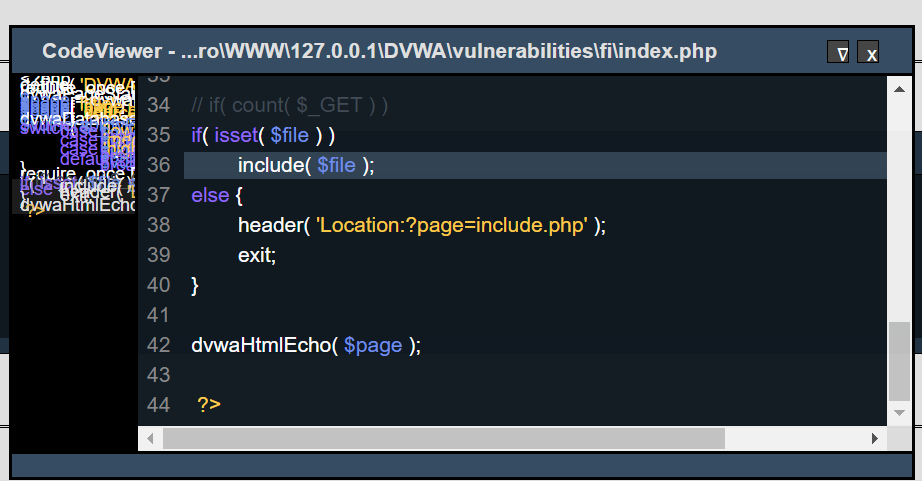 CodeViewer - ...ro\WWW\127.0.0.1\DVWA\vulnerabilities\fi\index.php
34 // if( count( $_GET ) )
35 if( isset( $file ) )
36 include( $file );
37 else {
38 header( 'Location:?page=include.php' );
39 exit;
40 }
41
42 dvwaHtmlEcho( $page );
43
44 ?>